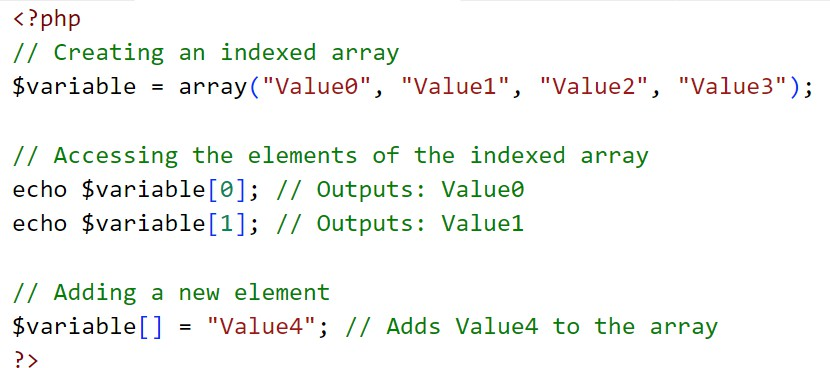 <?php
// Creating an indexed array
$variable = array("Value0", "Value1", "Value2", "Value3");
// Accessing the elements of the indexed array
echo $variable[0]; // Outputs: Value0
echo $variable[1]; // Outputs: Value1
// Adding a new element
$variable[] = "Value4"; // Adds Value4 to the array
?>